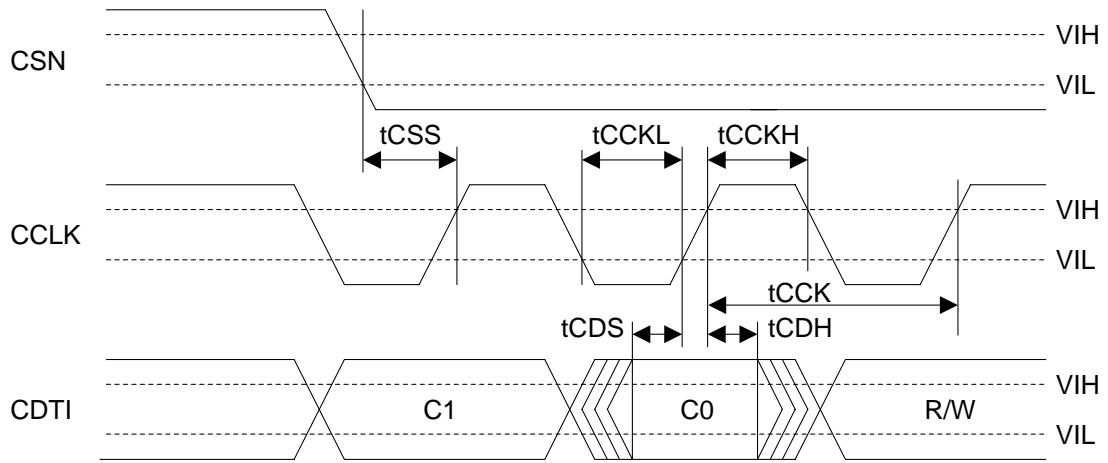 VIH
CSN
VIL
tCSS
tCCKL
tCCKH
VIH
CCLK
VIL
tCCK
tCDS
tCDH
VIH
CDTI
C1
C0
R/W
VIL